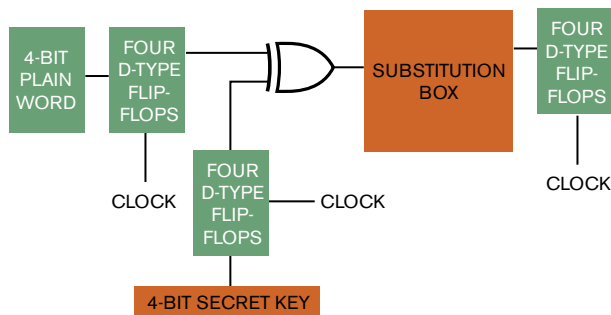 4-BIT
PLAIN
WORD
FOUR
D-TYPE
FLIP-
FLOPS
CLOCK
FOUR
D-TYPE
FLIP-
FLOPS
CLOCK
4-BIT SECRET KEY
SUBSTITUTION
BOX
FOUR
D-TYPE
FLIP-
FLOPS
CLOCK